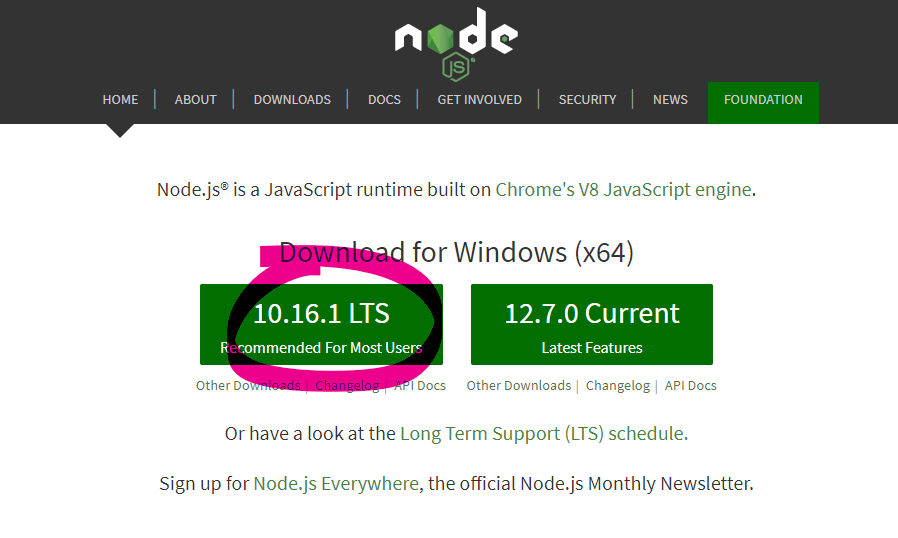 node
JS
HOME | ABOUT | DOWNLOADS | DOCS | GET INVOLVED | SECURITY | NEWS FOUNDATION
Node.js® is a JavaScript runtime built on Chrome's V8 JavaScript engine.
Download for Windows (x64)
10.16.1 LTS
Recommended For Most Users
12.7.0 Current
Latest Features
Other Downloads | Changelog | API Docs
Other Downloads | Changelog | API Docs
Or have a look at the Long Term Support (LTS) schedule.
Sign up for Node.js Everywhere, the official Node.js Monthly Newsletter.